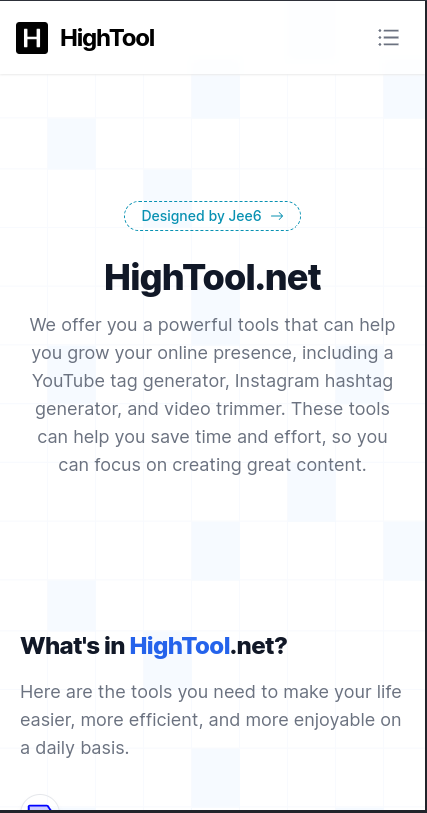 H HighTool
Designed by Jee6 →
HighTool.net
We offer you a powerful tools that can help
you grow your online presence, including a
YouTube tag generator, Instagram hashtag
generator, and video trimmer. These tools
can help you save time and effort, so you
can focus on creating great content.
What's in HighTool.net?
Here are the tools you need to make your life
easier, more efficient, and more enjoyable on
a daily basis.